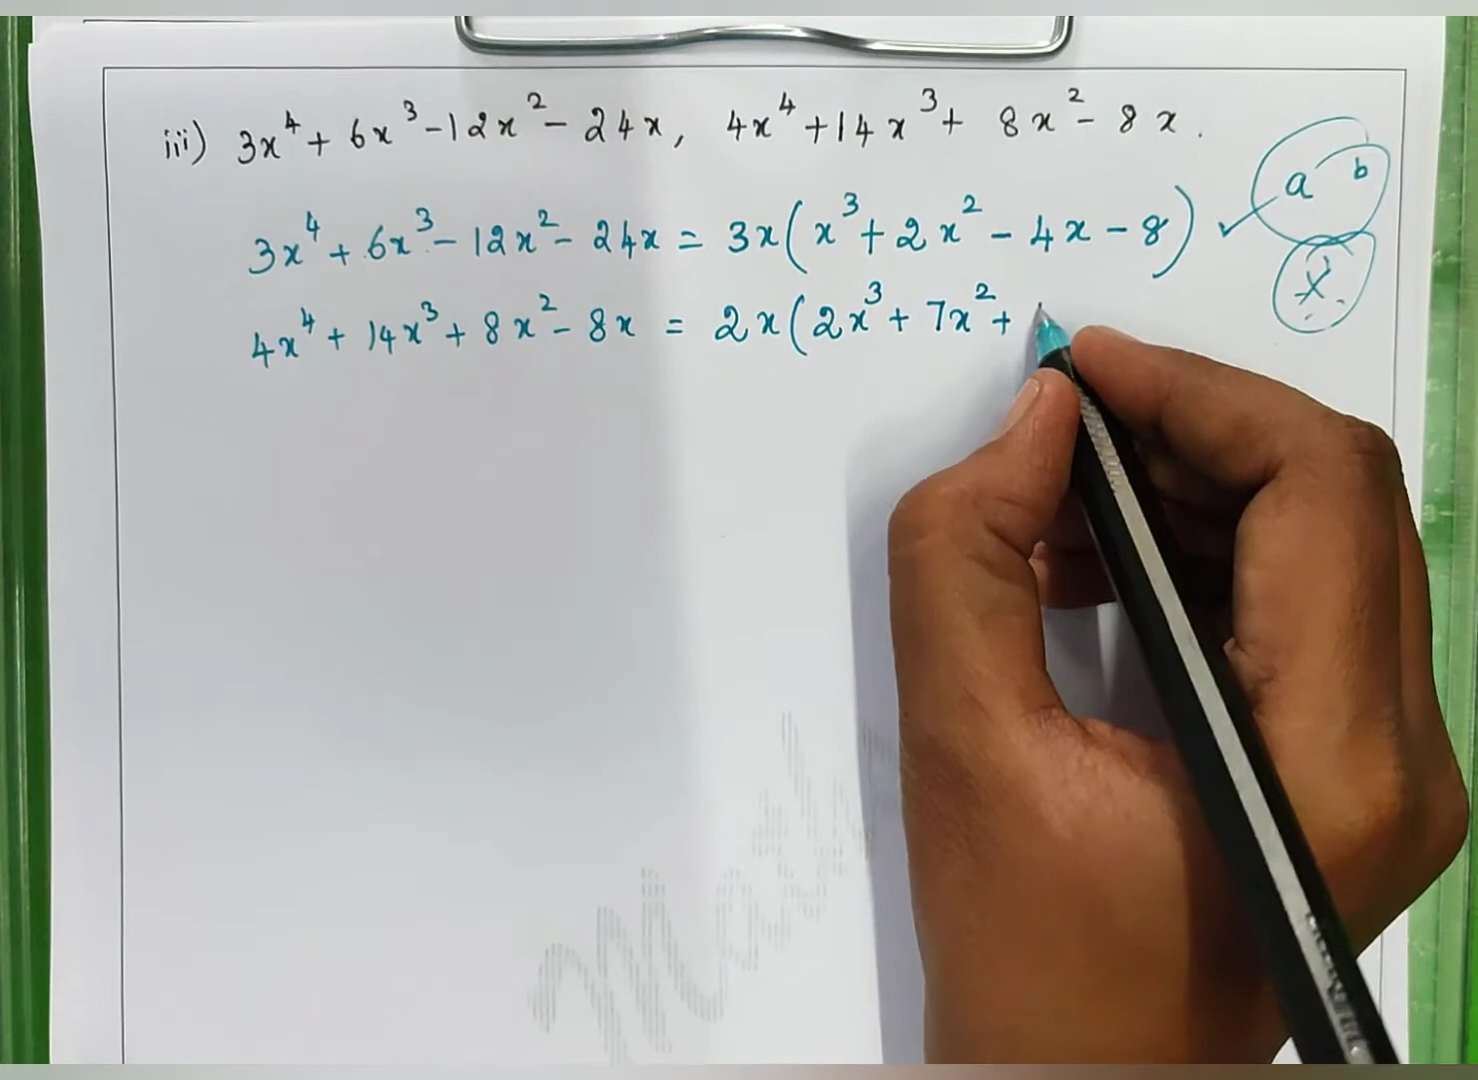 iii) 3x⁴ + 6x³ - 12x² - 24x, 4x⁴ + 14x³ + 8x² - 8x.
a b
3x⁴ + 6x³ - 12x² - 24x = 3x(x³ + 2x² - 4x - 8) ✓
x.
4x⁴ + 14x³ + 8x² - 8x = 2x(2x³ + 7x² +